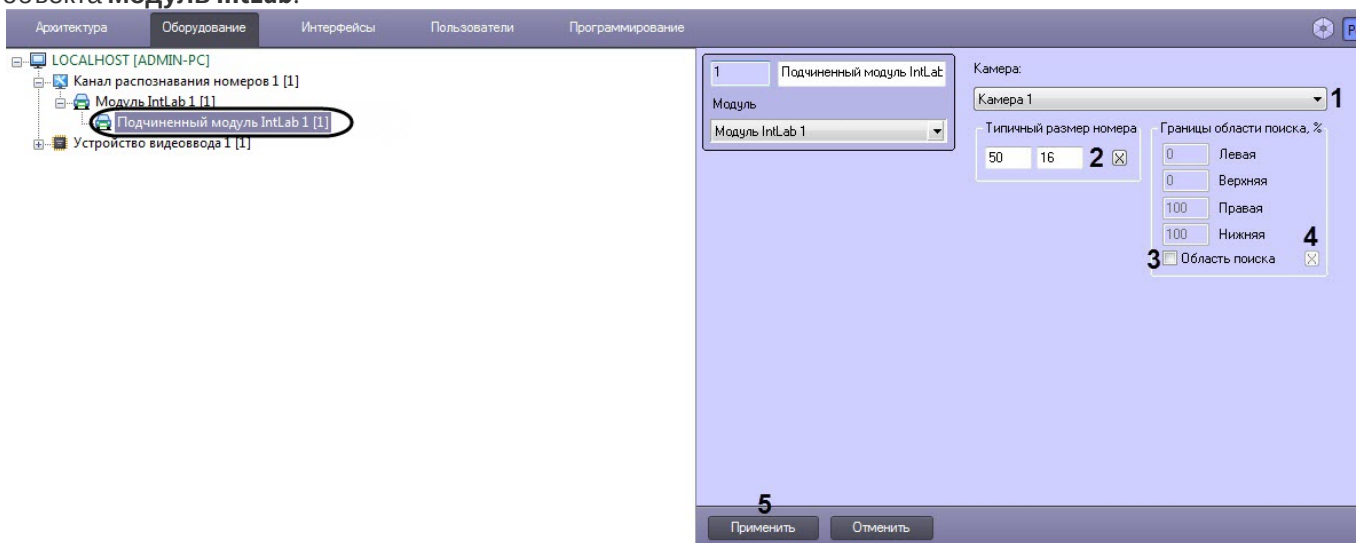 объекта Модуль IntLab.
Архитектура Оборудование Интерфейсы Пользователи Программирование
LOCALHOST [ADMIN-PC]
Канал распознавания номеров 1 [1]
Модуль IntLab 1 [1]
Подчиненный модуль IntLab 1 [1]
Устройство видеоввода 1 [1]
1 Подчиненный модуль IntLab
Модуль
Модуль IntLab 1
Камера:
Камера 1 1
Типичный размер номера
50 16 2
Границы области поиска, %
0 Левая
0 Верхняя
100 Правая
100 Нижняя
4
3 Область поиска
5
Применить Отменить